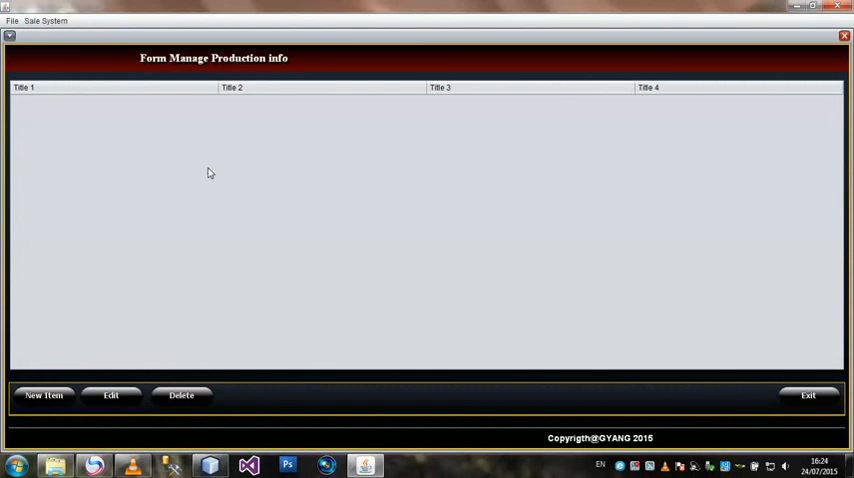 File Sale System
Form Manage Production info
Title 1 Title 2 Title 3 Title 4
New Item Edit Delete Exit
Copyrigth@GYANG 2015
Ps
EN
16:24
24/07/2015